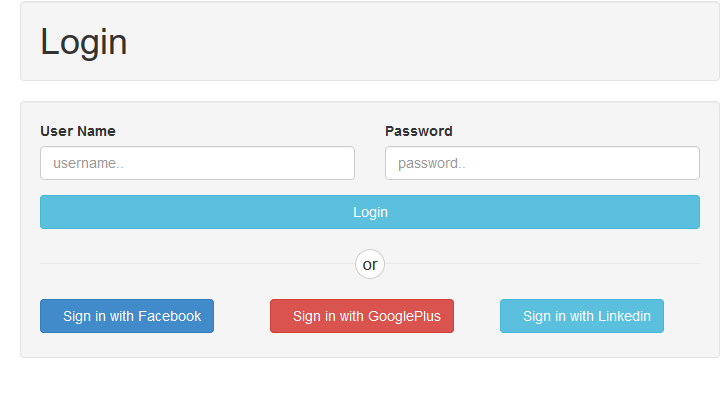 Login
User Name Password
username.. password..
Login
or
Sign in with Facebook Sign in with GooglePlus Sign in with Linkedin